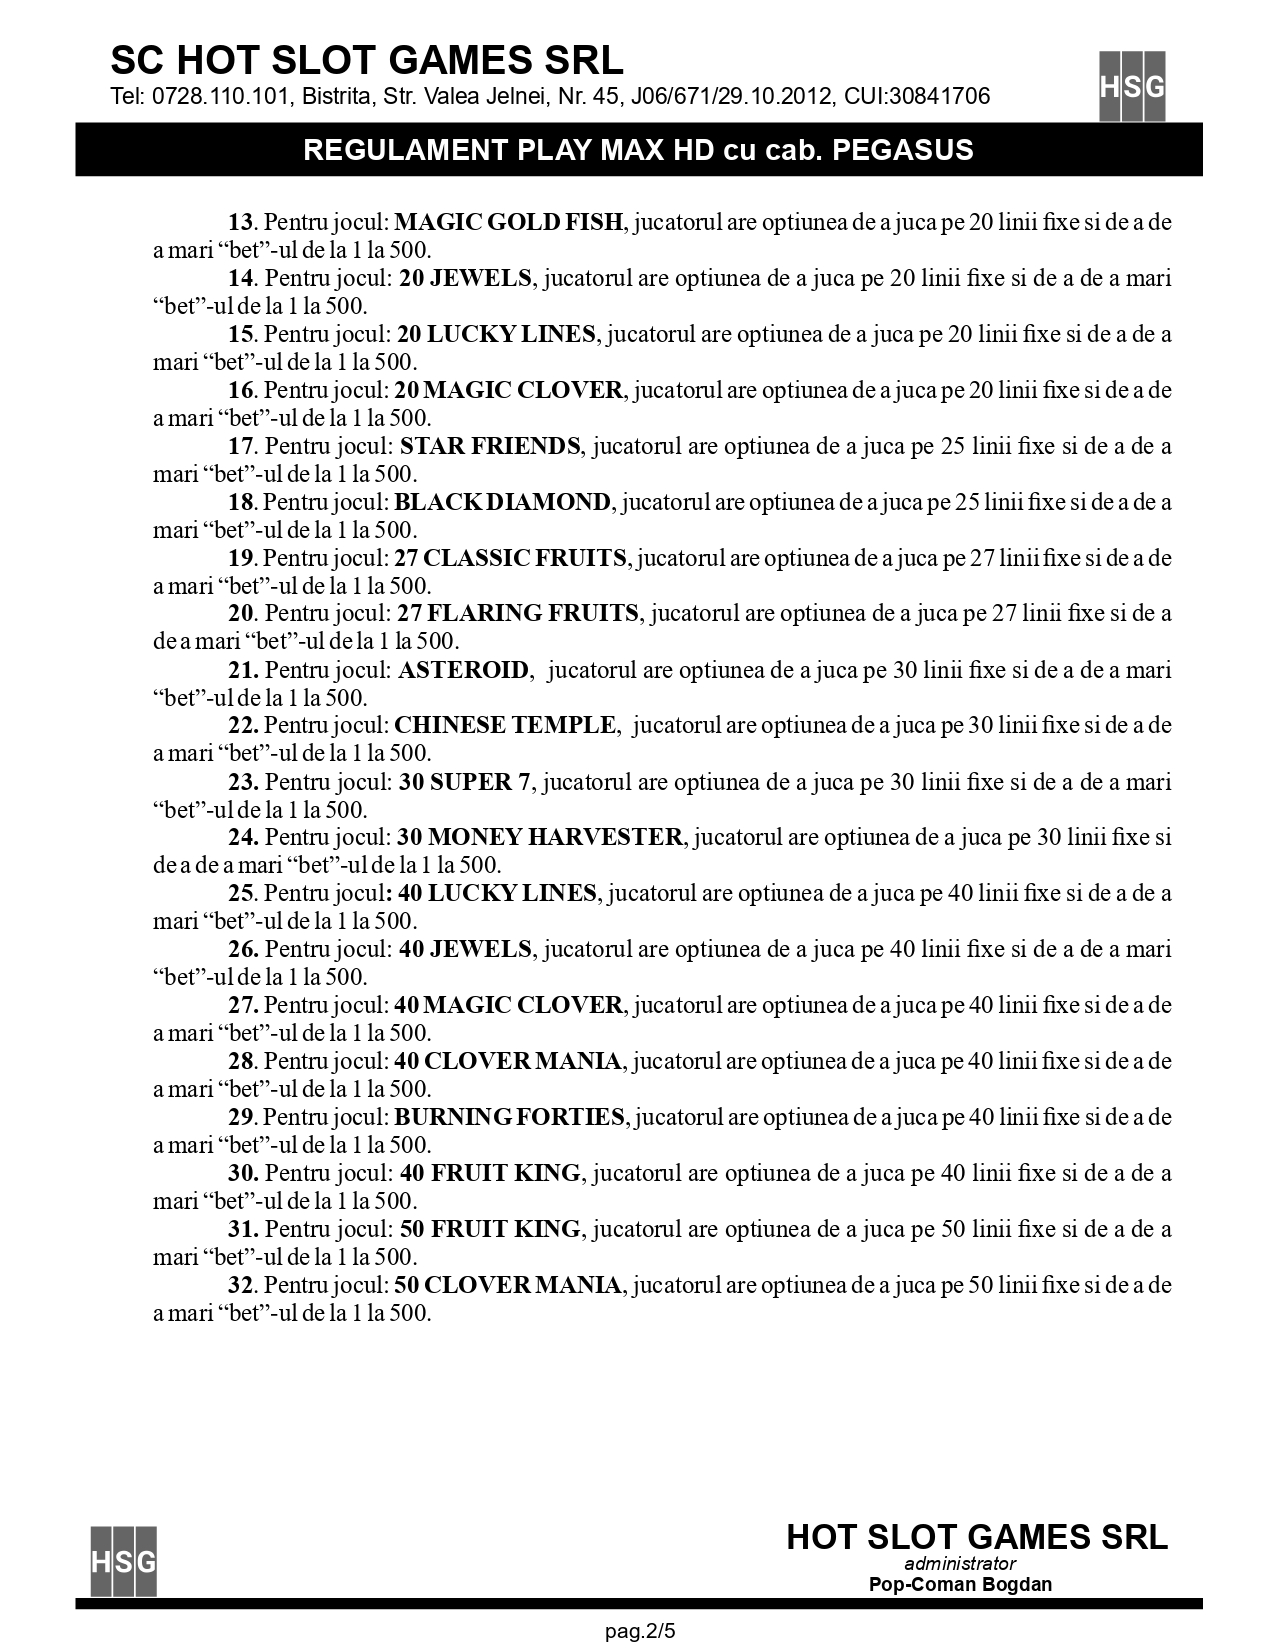 SC HOT SLOT GAMES SRL
Tel: 0728.110.101, Bistrita, Str. Valea Jelnei, Nr. 45, J06/671/29.10.2012, CUI:30841706
HSG
REGULAMENT PLAY MAX HD cu cab. PEGASUS
13. Pentru jocul: MAGIC GOLD FISH, jucatorul are optiunea de a juca pe 20 linii fixe si de a de
a mari “bet”-ul de la 1 la 500.
14. Pentru jocul: 20 JEWELS, jucatorul are optiunea de a juca pe 20 linii fixe si de a de a mari
“bet”-ul de la 1 la 500.
15. Pentru jocul: 20 LUCKY LINES, jucatorul are optiunea de a juca pe 20 linii fixe si de a de a
mari “bet”-ul de la 1 la 500.
16. Pentru jocul: 20 MAGIC CLOVER, jucatorul are optiunea de a juca pe 20 linii fixe si de a de
a mari “bet”-ul de la 1 la 500.
17. Pentru jocul: STAR FRIENDS, jucatorul are optiunea de a juca pe 25 linii fixe si de a de a
mari “bet”-ul de la 1 la 500.
18. Pentru jocul: BLACK DIAMOND, jucatorul are optiunea de a juca pe 25 linii fixe si de a de a
mari “bet”-ul de la 1 la 500.
19. Pentru jocul: 27 CLASSIC FRUITS, jucatorul are optiunea de a juca pe 27 linii fixe si de a de
a mari “bet”-ul de la 1 la 500.
20. Pentru jocul: 27 FLARING FRUITS, jucatorul are optiunea de a juca pe 27 linii fixe si de a
de a mari “bet”-ul de la 1 la 500.
21. Pentru jocul: ASTEROID, jucatorul are optiunea de a juca pe 30 linii fixe si de a de a mari
“bet”-ul de la 1 la 500.
22. Pentru jocul: CHINESE TEMPLE, jucatorul are optiunea de a juca pe 30 linii fixe si de a de
a mari “bet”-ul de la 1 la 500.
23. Pentru jocul: 30 SUPER 7, jucatorul are optiunea de a juca pe 30 linii fixe si de a de a mari
“bet”-ul de la 1 la 500.
24. Pentru jocul: 30 MONEY HARVESTER, jucatorul are optiunea de a juca pe 30 linii fixe si
de a de a mari “bet”-ul de la 1 la 500.
25. Pentru jocul: 40 LUCKY LINES, jucatorul are optiunea de a juca pe 40 linii fixe si de a de a
mari “bet”-ul de la 1 la 500.
26. Pentru jocul: 40 JEWELS, jucatorul are optiunea de a juca pe 40 linii fixe si de a de a mari
“bet”-ul de la 1 la 500.
27. Pentru jocul: 40 MAGIC CLOVER, jucatorul are optiunea de a juca pe 40 linii fixe si de a de
a mari “bet”-ul de la 1 la 500.
28. Pentru jocul: 40 CLOVER MANIA, jucatorul are optiunea de a juca pe 40 linii fixe si de a de
a mari “bet”-ul de la 1 la 500.
29. Pentru jocul: BURNING FORTIES, jucatorul are optiunea de a juca pe 40 linii fixe si de a de
a mari “bet”-ul de la 1 la 500.
30. Pentru jocul: 40 FRUIT KING, jucatorul are optiunea de a juca pe 40 linii fixe si de a de a
mari “bet”-ul de la 1 la 500.
31. Pentru jocul: 50 FRUIT KING, jucatorul are optiunea de a juca pe 50 linii fixe si de a de a
mari “bet”-ul de la 1 la 500.
32. Pentru jocul: 50 CLOVER MANIA, jucatorul are optiunea de a juca pe 50 linii fixe si de a de
a mari “bet”-ul de la 1 la 500.
HSG
HOT SLOT GAMES SRL
administrator
Pop-Coman Bogdan
pag.2/5